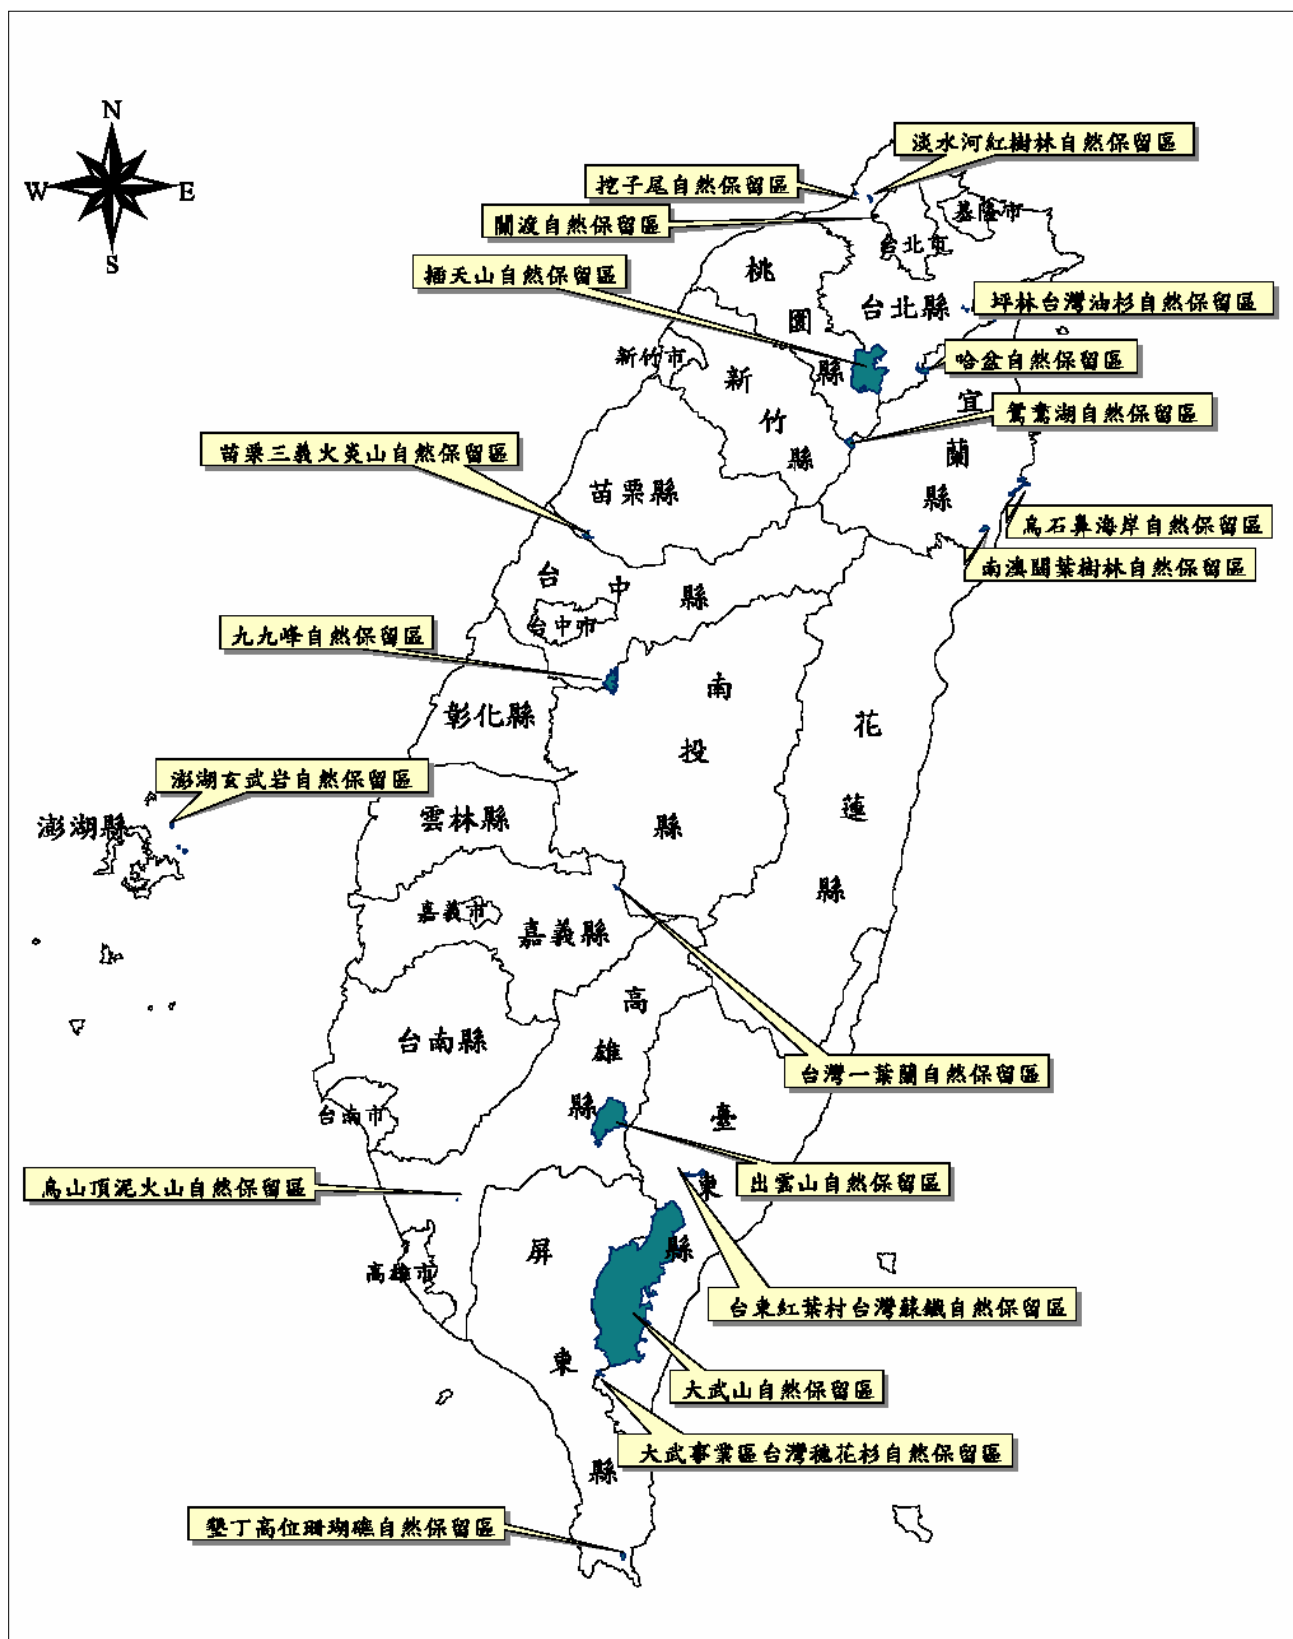 N
W
E
S
淡水河紅樹林自然保留區
挖子尾自然保留區
關渡自然保留區
基隆市
台北市
插天山自然保留區
桃
園
縣
台北縣
坪林台灣油杉自然保留區
新竹市
哈盆自然保留區
新
竹
縣
宜
蘭
縣
鴛鴦湖自然保留區
苗栗三義火炎山自然保留區
苗栗縣
烏石鼻海岸自然保留區
南澳闊葉樹林自然保留區
台
中
縣
台中市
九九峰自然保留區
南
投
縣
彰化縣
花
蓮
縣
澎湖玄武岩自然保留區
澎湖縣
雲林縣
嘉義市
嘉義縣
台南縣
高
雄
縣
台灣一葉蘭自然保留區
台南市
臺
東
縣
出雲山自然保留區
烏山頂泥火山自然保留區
屏
東
縣
高雄市
台東紅葉村台灣蘇鐵自然保留區
大武山自然保留區
大武事業區台灣穗花杉自然保留區
墾丁高位珊瑚礁自然保留區